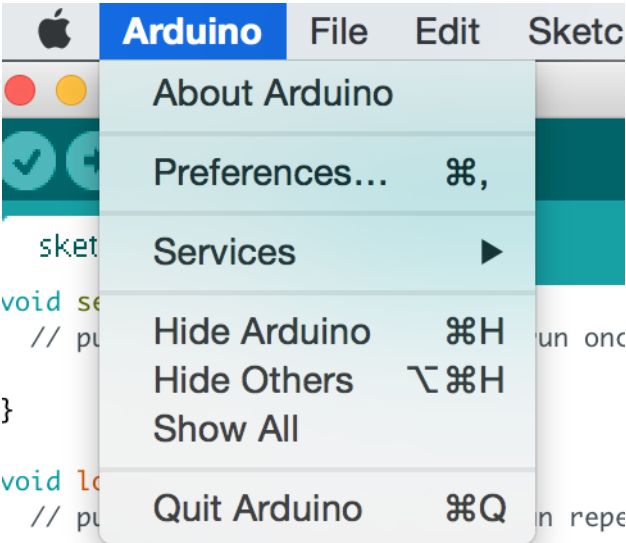 Arduino File Edit Sketc
About Arduino
Preferences... ⌘,
Services ▶
sket
void se
Hide Arduino ⌘H
// pu run onc
Hide Others ⌥⌘H
}
Show All
void lo
Quit Arduino ⌘Q
// pu n repe